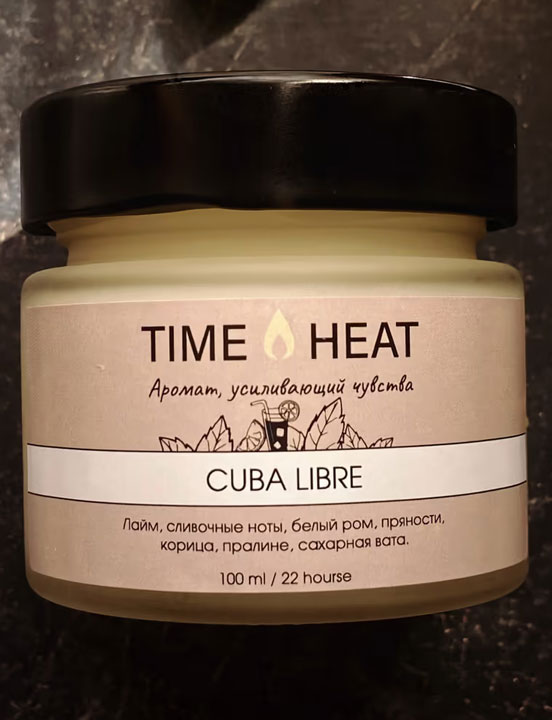 TIME HEAT
Аромат, усиливающий чувства
CUBA LIBRE
Лайм, сливочные ноты, белый ром, пряности,
корица, пралине, сахарная вата.
100 ml / 22 hourse